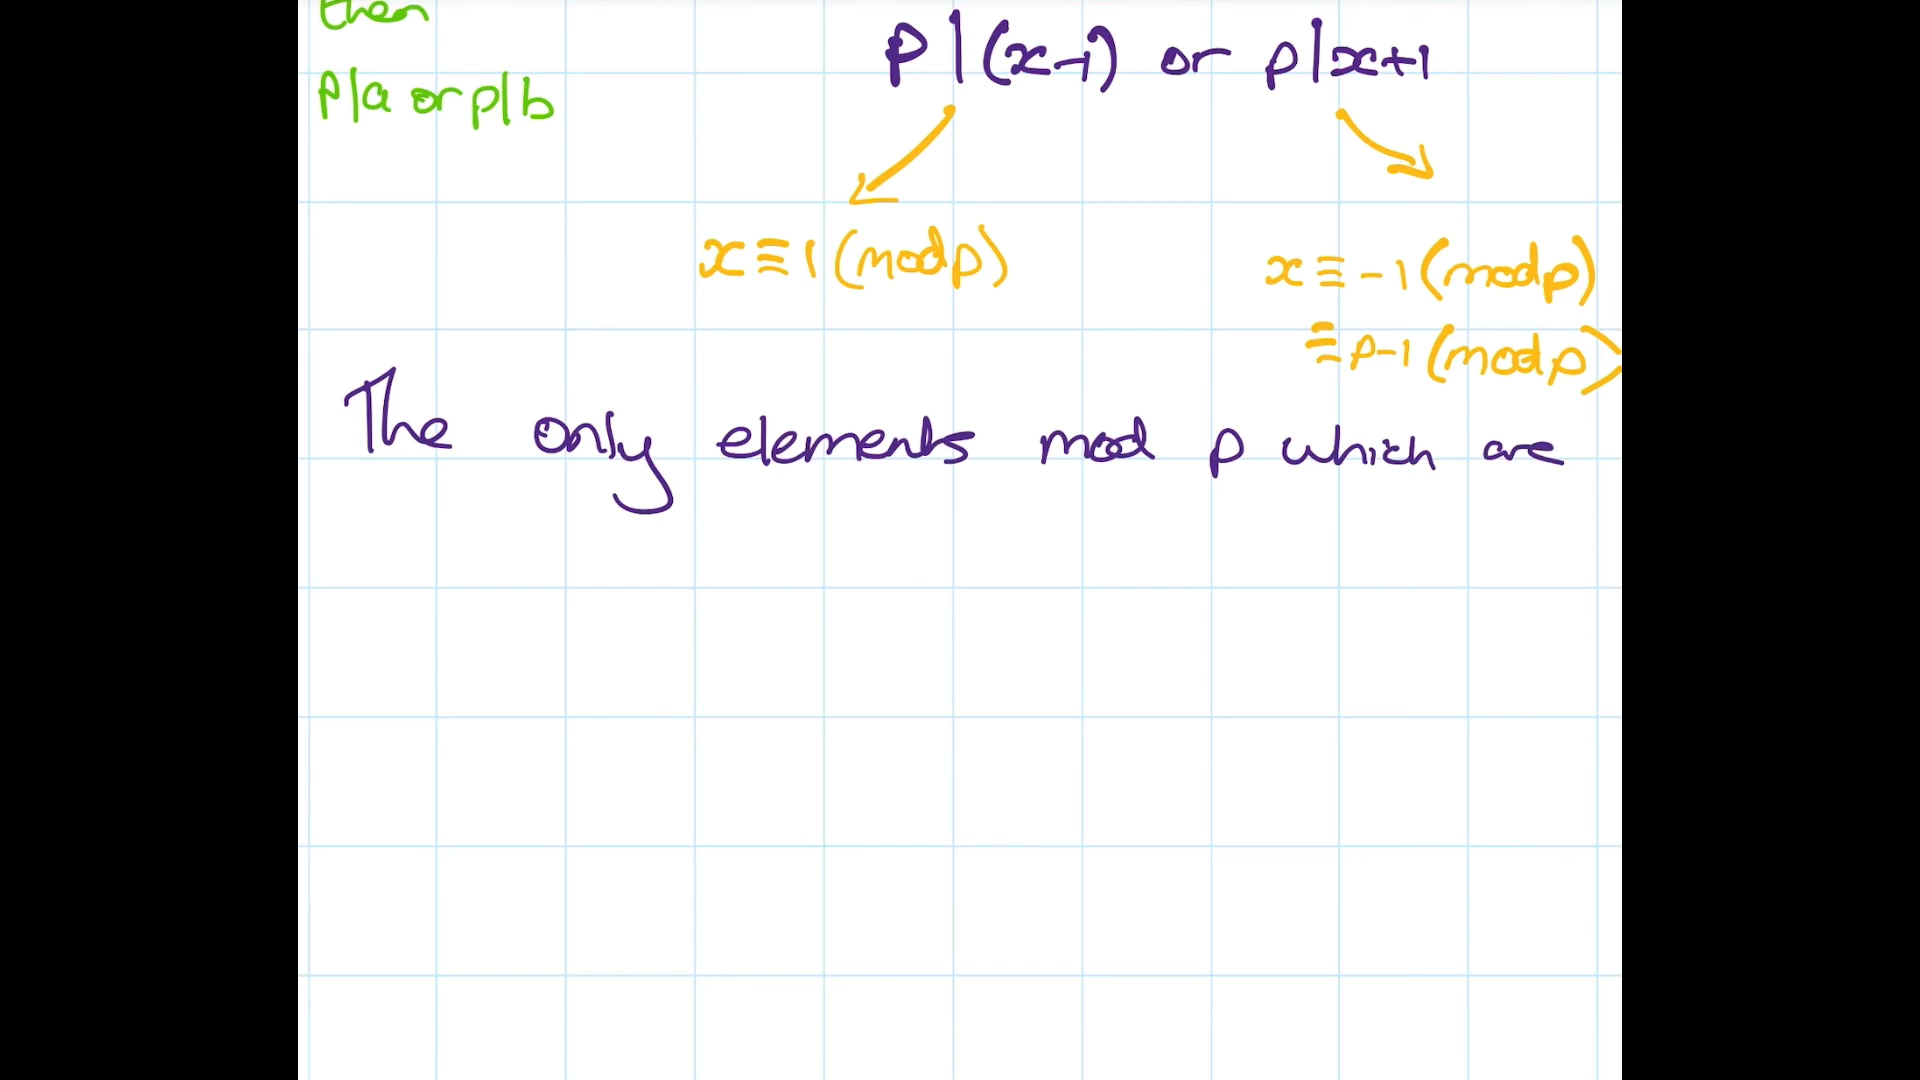 then
p|a or p|b
p|(x-1) or p|x+1
x≡1(mod p)
x≡-1(mod p)
≡p-1(mod p)
The only elements mod p which are